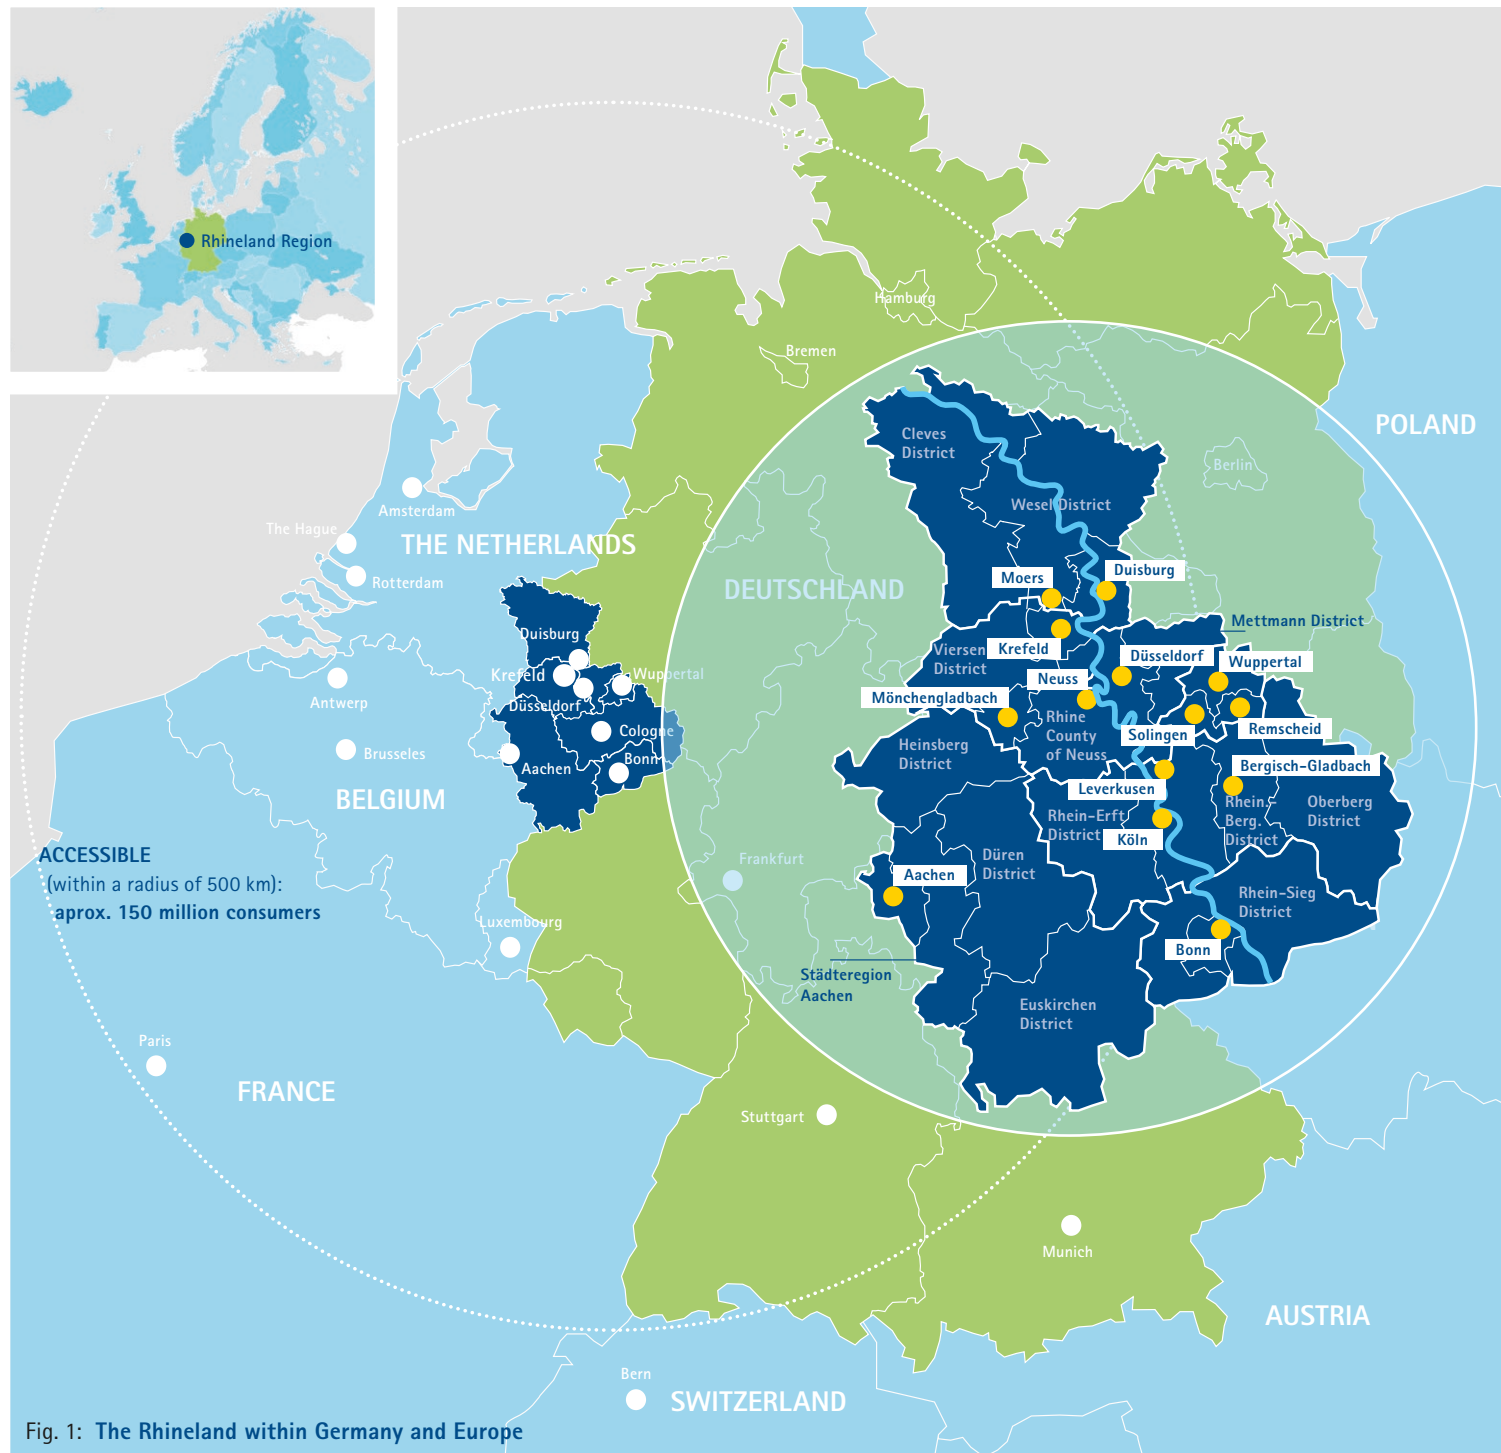 Rhineland Region
Hamburg
Bremen
POLAND
Cleves
District
Berlin
Amsterdam
Wesel District
The Hague
THE NETHERLANDS
Rotterdam
DEUTSCHLAND
Moers
Duisburg
Mettmann District
Duisburg
Viersen
District
Krefeld
Düsseldorf
Wuppertal
Krefeld
Wuppertal
Neuss
Mönchengladbach
Antwerp
Düsseldorf
Rhine
County
of Neuss
Solingen
Remscheid
Cologne
Heinsberg
District
Brusseles
Aachen
Bonn
Bergisch-Gladbach
Leverkusen
BELGIUM
Rhein-Erft
District
Köln
Rhein.-
Berg.
District
Oberberg
District
ACCESSIBLE
(within a radius of 500 km):
aprox. 150 million consumers
Frankfurt
Düren
District
Aachen
Rhein-Sieg
District
Luxembourg
Bonn
Städteregion
Aachen
Euskirchen
District
Paris
FRANCE
Stuttgart
Munich
AUSTRIA
Bern
SWITZERLAND
Fig. 1: The Rhineland within Germany and Europe